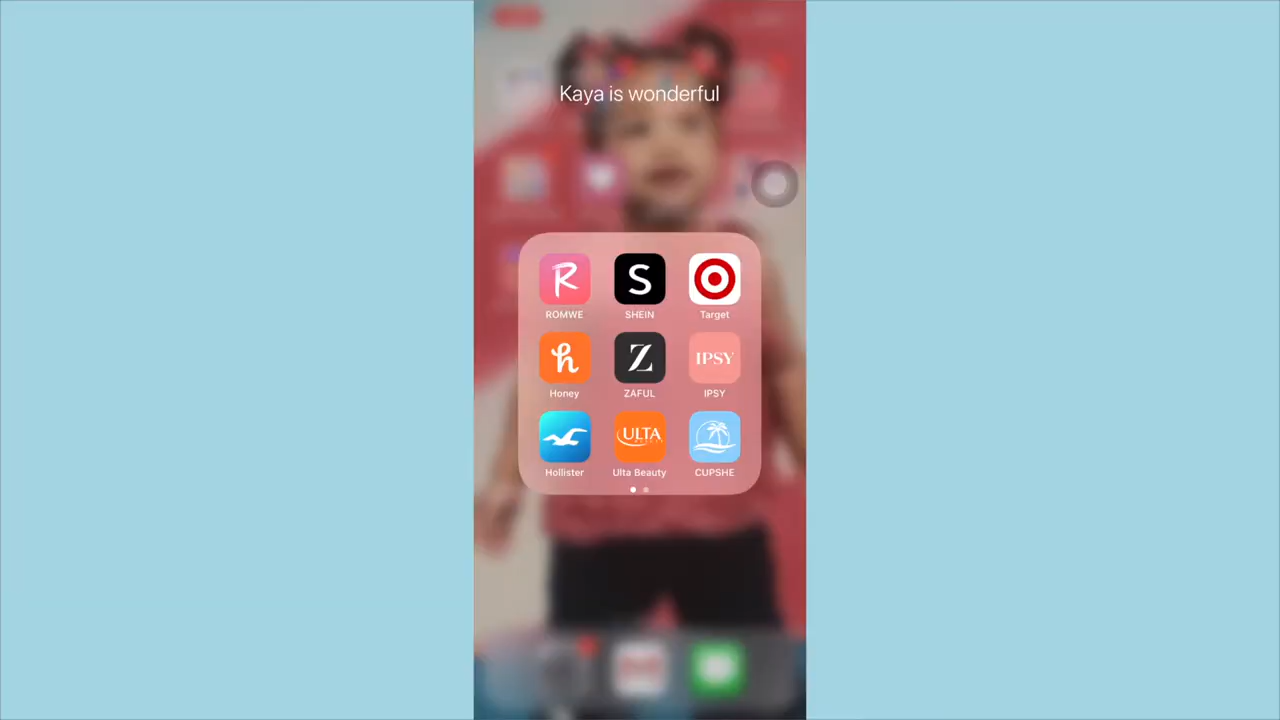 Kaya is wonderful
R S
ROMWE SHEIN Target
h Z IPSY
Honey ZAFUL IPSY
ULTA
Hollister Ulta Beauty CUPSHE